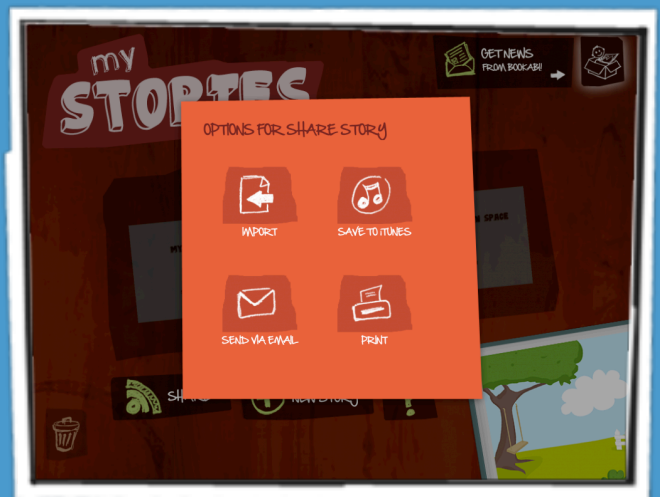 my
STORIES
GET NEWS
FROM BOOKABI!
OPTIONS FOR SHARE STORY
IMPORT
SAVE TO ITUNES
SPACE
SEND VIA EMAIL
PRINT
NEW STORY